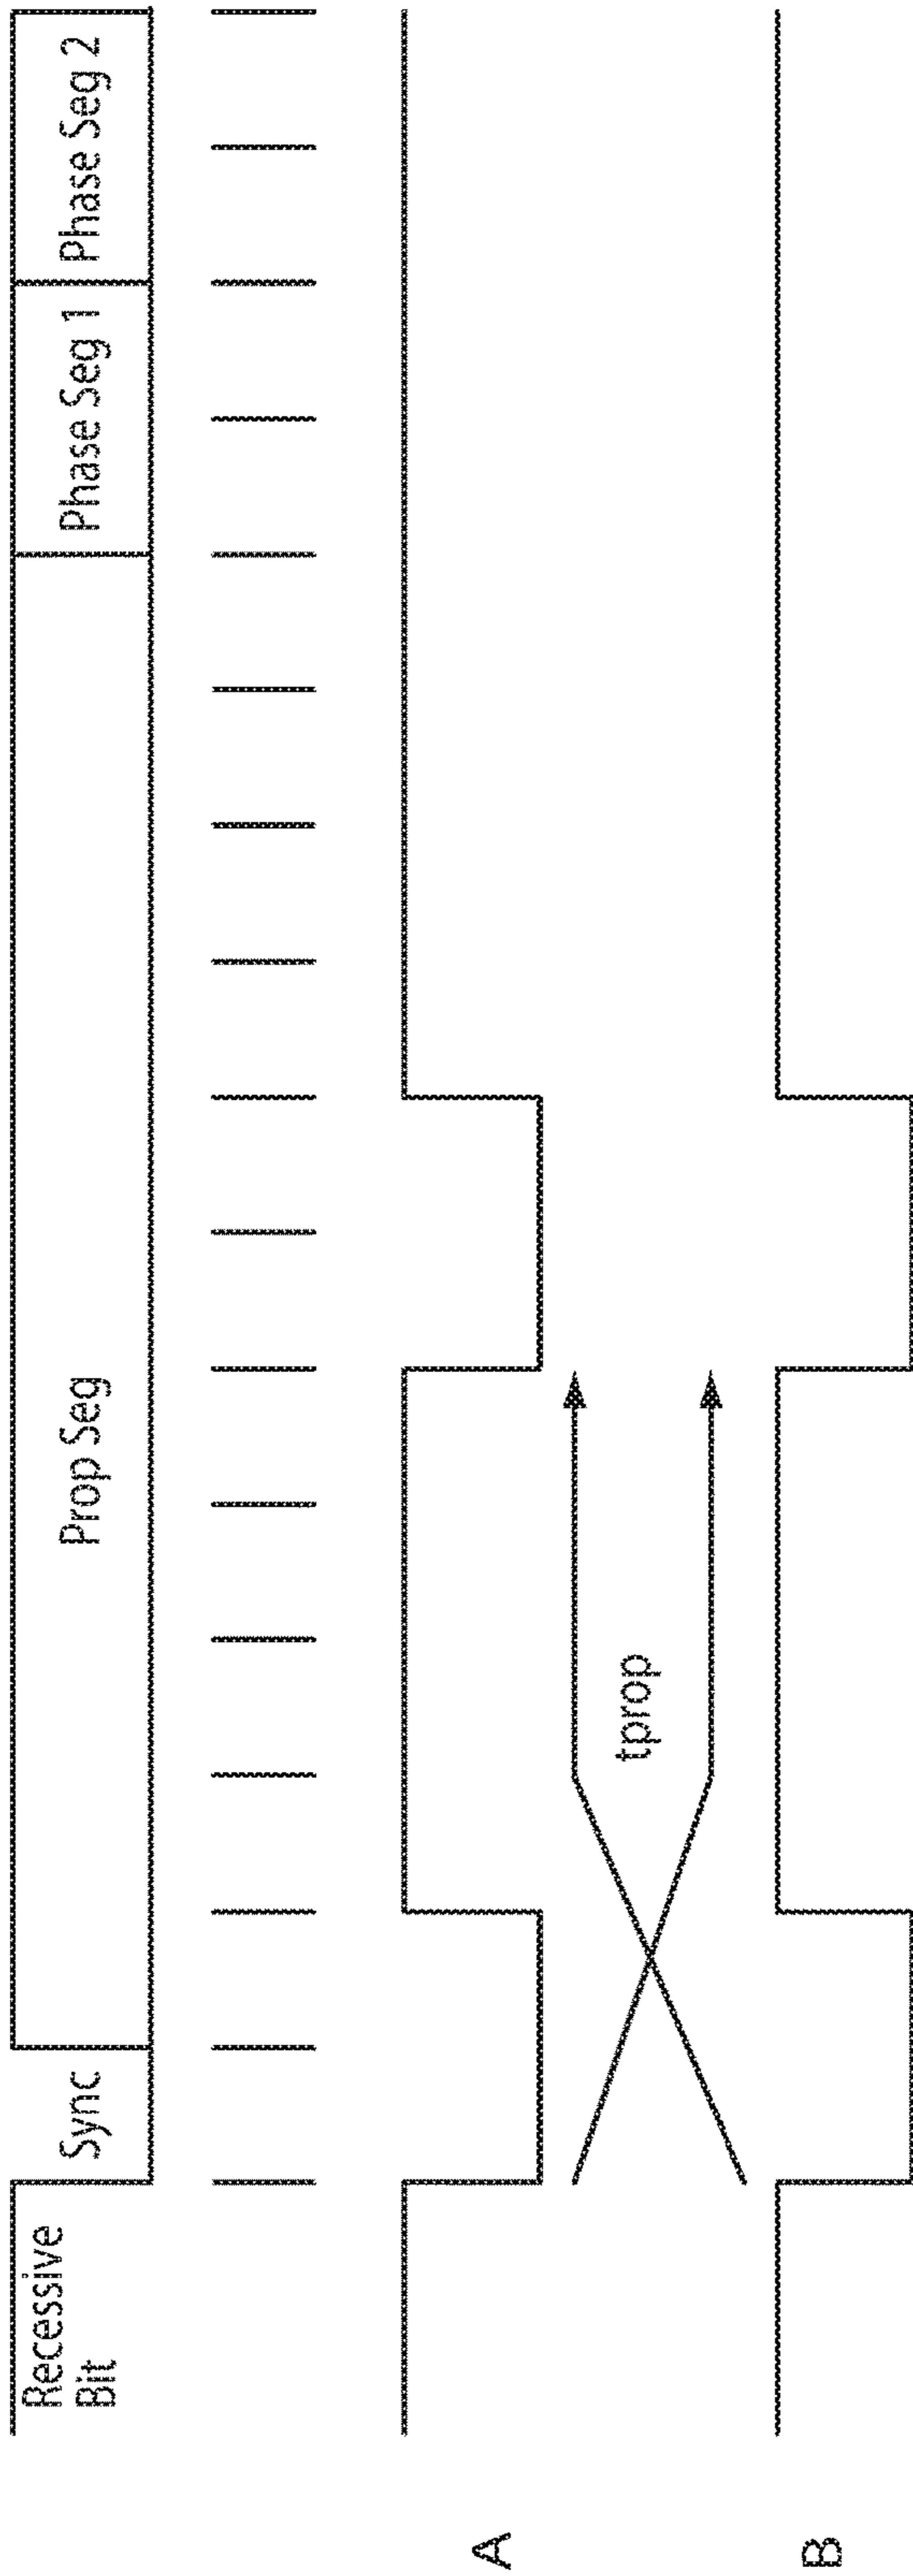 Recessive
Bit
Sync
Prop Seg
Phase Seg 1
Phase Seg 2
A
tprop
B